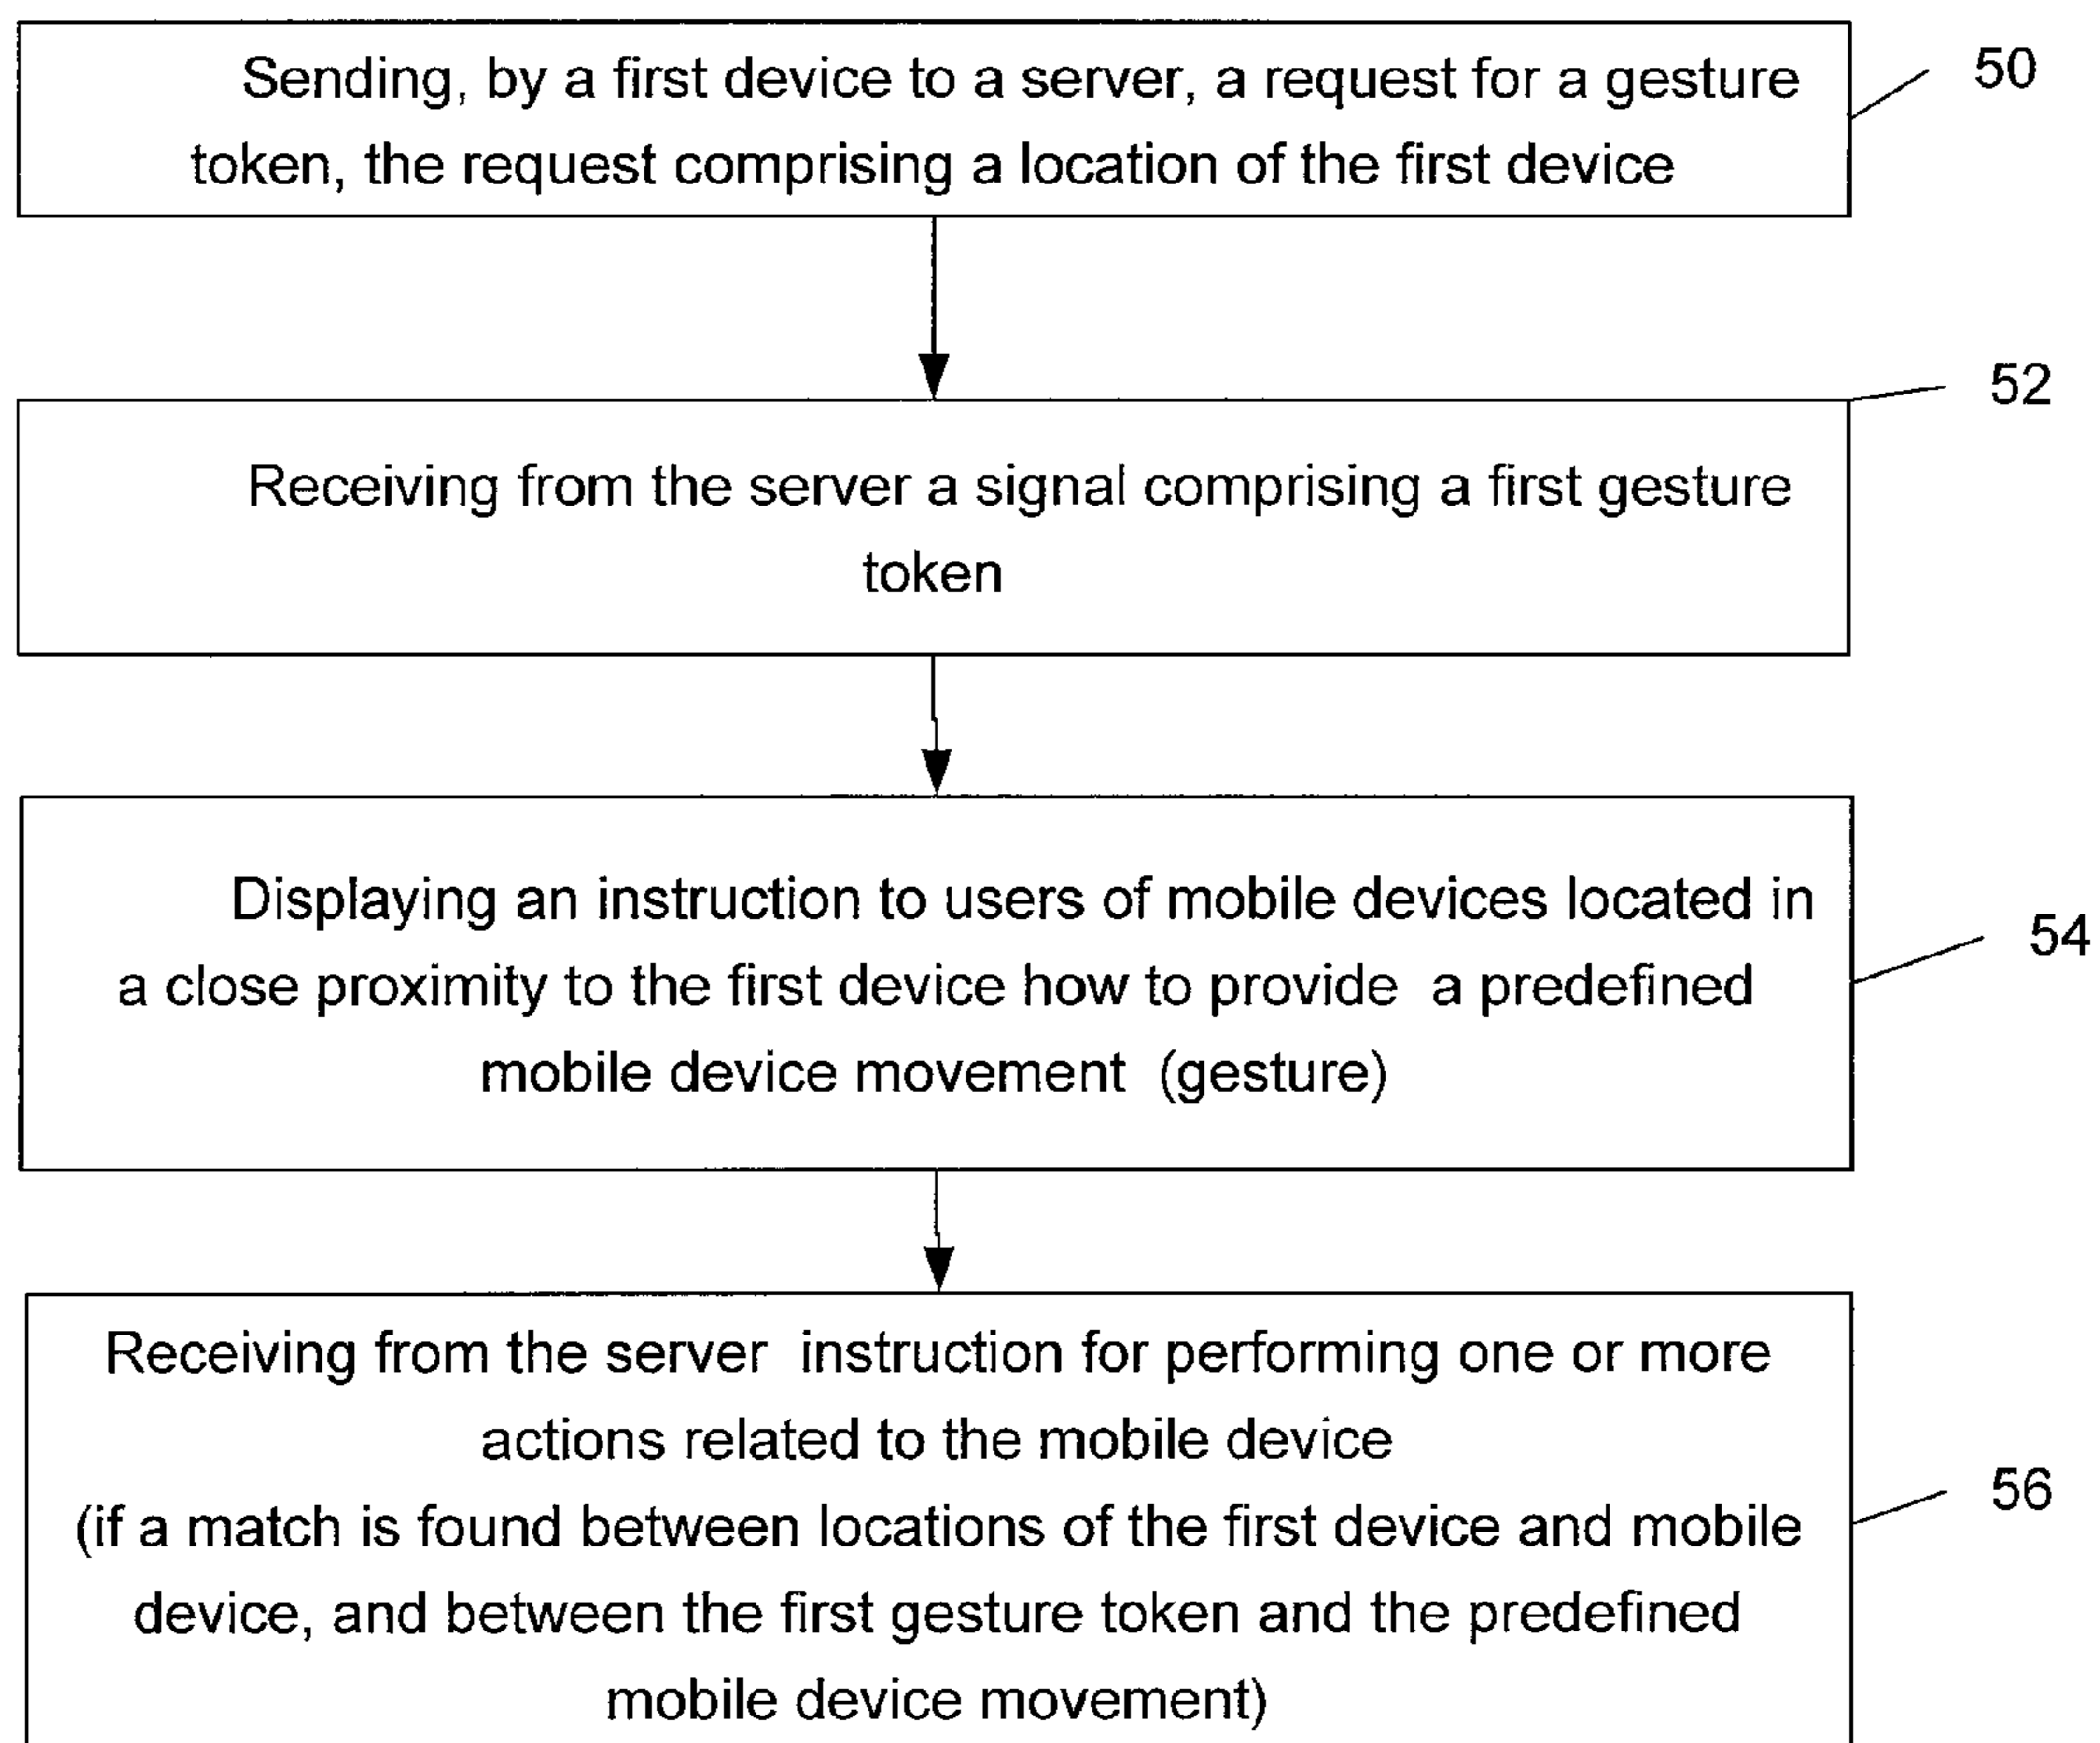 Sending, by a first device to a server, a request for a gesture
token, the request comprising a location of the first device
50
Receiving from the server a signal comprising a first gesture
token
52
Displaying an instruction to users of mobile devices located in
a close proximity to the first device how to provide a predefined
mobile device movement (gesture)
54
Receiving from the server instruction for performing one or more
actions related to the mobile device
(if a match is found between locations of the first device and mobile
device, and between the first gesture token and the predefined
mobile device movement)
56